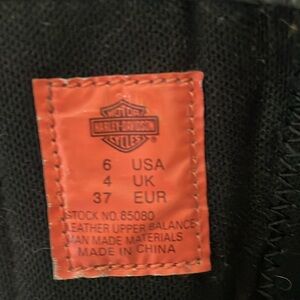 MOTOR
HARLEY-DAVIDSON
CYCLES
6 USA
4 UK
37 EUR
STOCK NO.85080
LEATHER UPPER BALANCE
MAN MADE MATERIALS
MADE IN CHINA